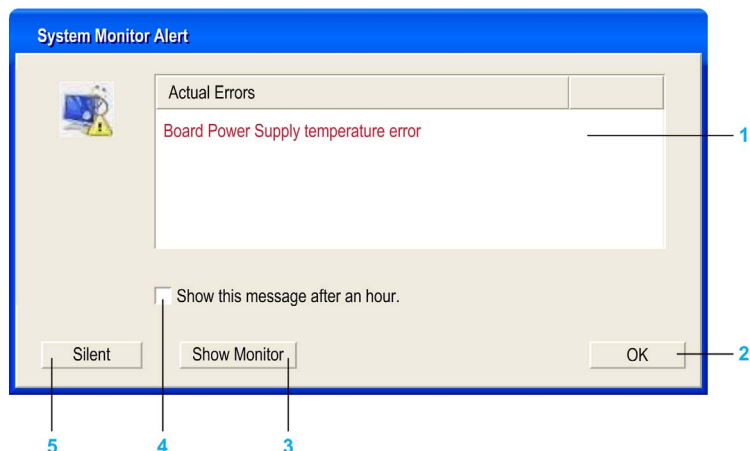 System Monitor Alert
Actual Errors
Board Power Supply temperature error
1
Show this message after an hour.
Silent
Show Monitor
OK
2
5
4
3